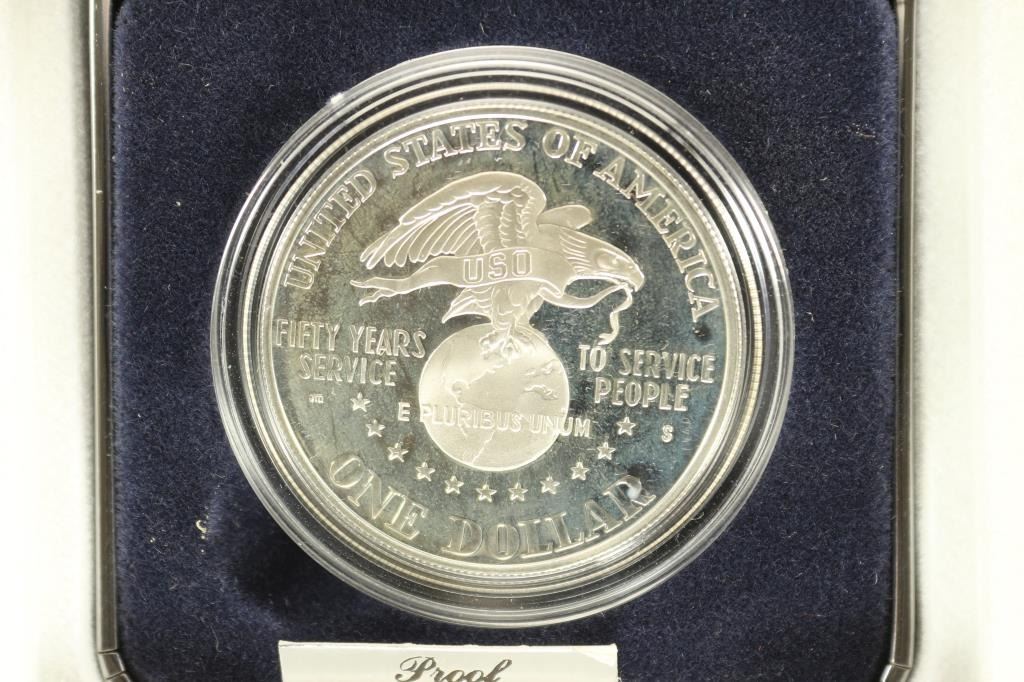 UNITED STATES OF AMERICA
USO
FIFTY YEARS
SERVICE
TO SERVICE
PEOPLE
E PLURIBUS UNUM
S
ONE DOLLAR
Proof